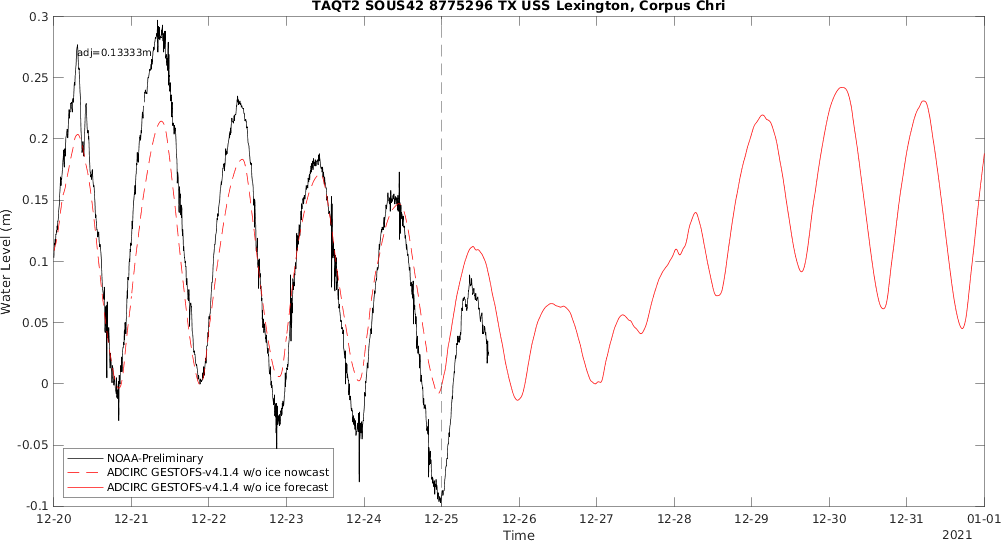 TAQT2 SOUS42 8775296 TX USS Lexington, Corpus Chri
0.3
adj=0.13333m
0.25
0.2
0.15
0.1
0.05
0
-0.05
-0.1
Water Level (m)
NOAA-Preliminary
ADCIRC GESTOFS-v4.1.4 w/o ice nowcast
ADCIRC GESTOFS-v4.1.4 w/o ice forecast
12-20 12-21 12-22 12-23 12-24 12-25 12-26 12-27 12-28 12-29 12-30 12-31 01-01
Time
2021